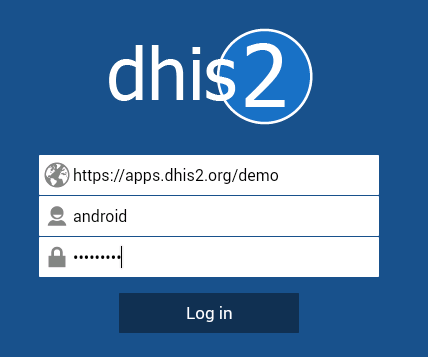 dhis2
https://apps.dhis2.org/demo
android
•••••••••
Log in